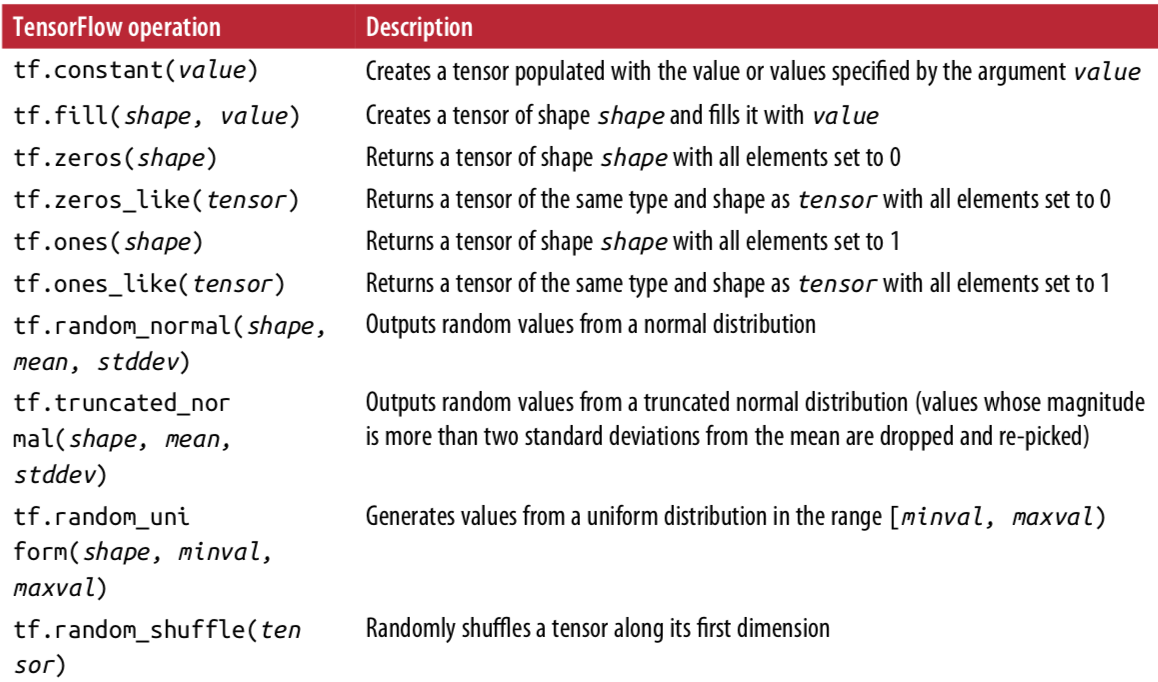 TensorFlow operation Description
tf.constant(value) Creates a tensor populated with the value or values specified by the argument value
tf.fill(shape, value) Creates a tensor of shape shape and fills it with value
tf.zeros(shape) Returns a tensor of shape shape with all elements set to 0
tf.zeros_like(tensor) Returns a tensor of the same type and shape as tensor with all elements set to 0
tf.ones(shape) Returns a tensor of shape shape with all elements set to 1
tf.ones_like(tensor) Returns a tensor of the same type and shape as tensor with all elements set to 1
tf.random_normal(shape, Outputs random values from a normal distribution
mean, stddev)
tf.truncated_nor Outputs random values from a truncated normal distribution (values whose magnitude
mal(shape, mean, is more than two standard deviations from the mean are dropped and re-picked)
stddev)
tf.random_uni Generates values from a uniform distribution in the range [minval, maxval)
form(shape, minval,
maxval)
tf.random_shuffle(ten Randomly shuffles a tensor along its first dimension
sor)